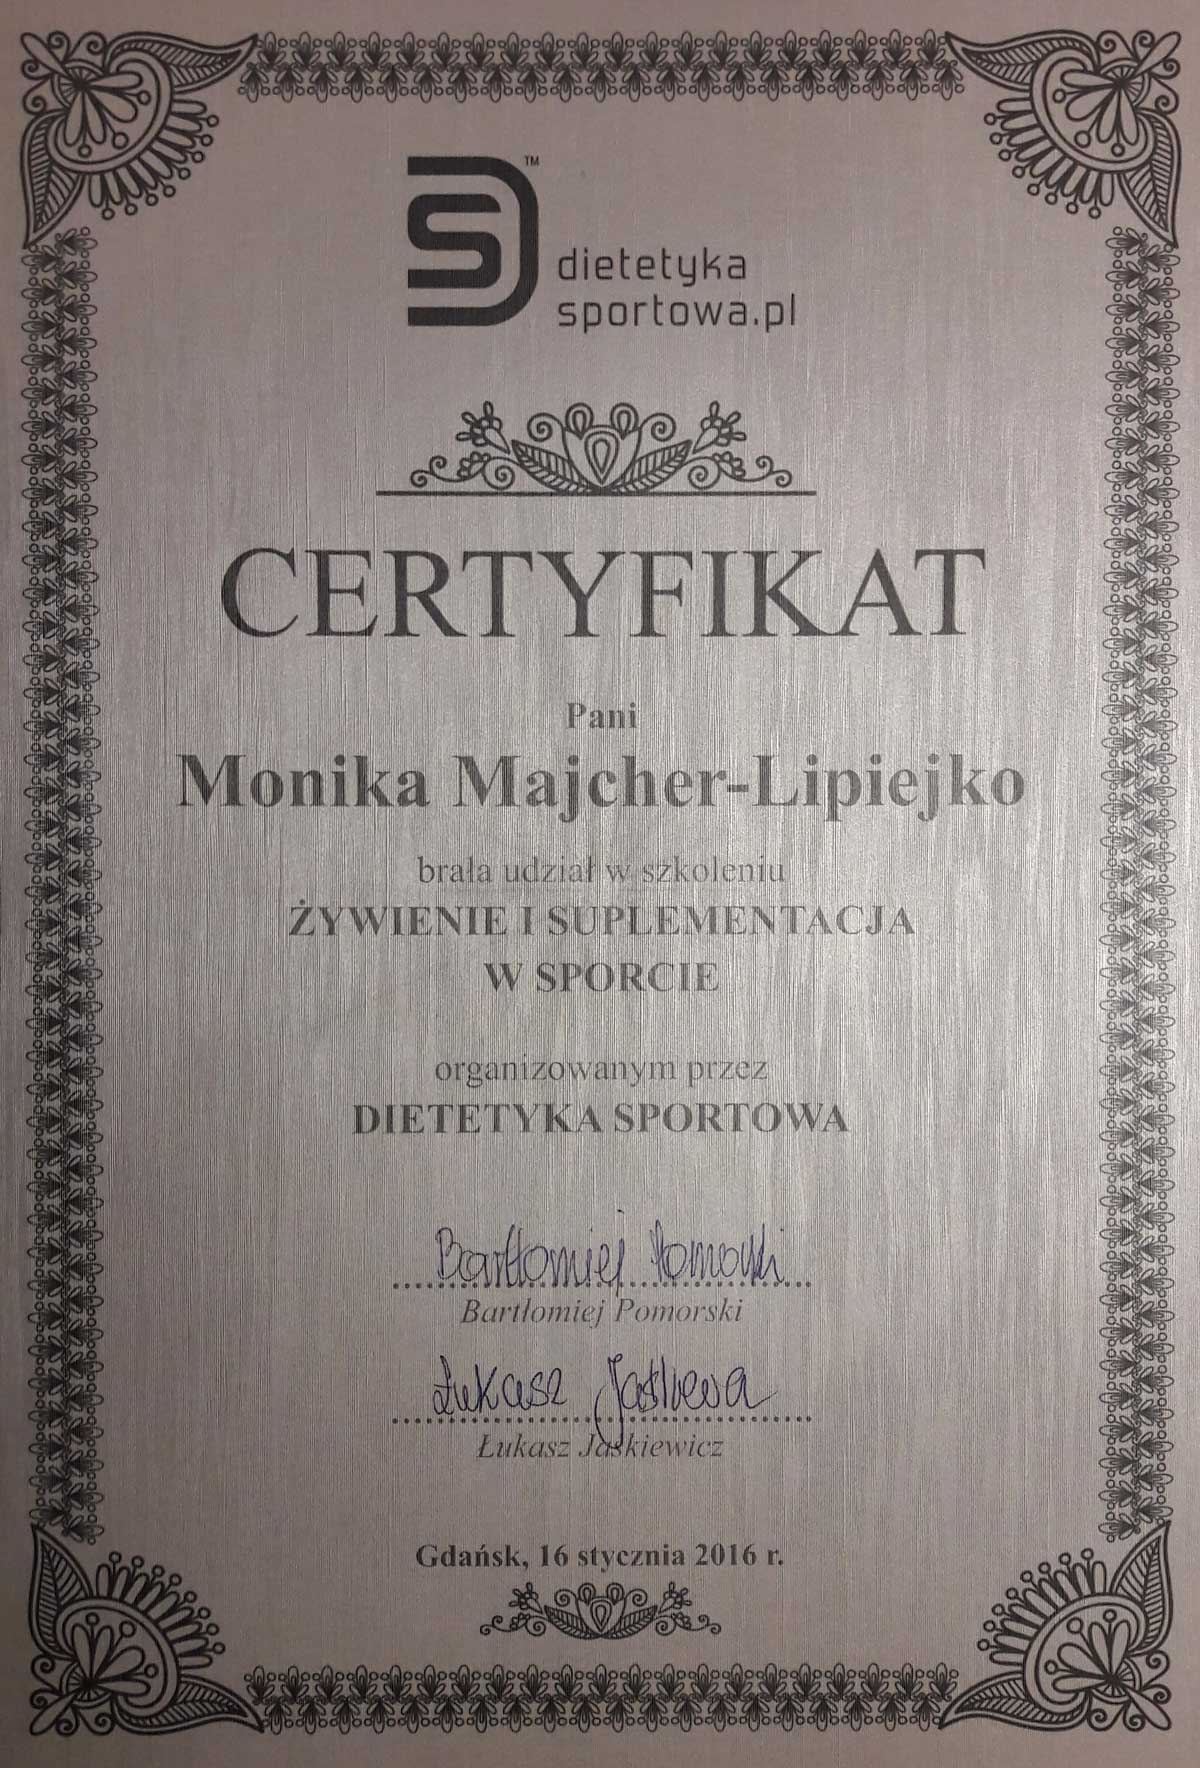 SD™
dietetyka
sportowa.pl
CERTYFIKAT
Pani
Monika Majcher-Lipiejko
brała udział w szkoleniu
ŻYWIENIE I SUPLEMENTACJA
W SPORCIE
organizowanym przez
DIETETYKA SPORTOWA
Bartłomiej Pomorski
Bartłomiej Pomorski
Łukasz
Łukasz Jaśkiewicz
Gdańsk, 16 stycznia 2016 r.